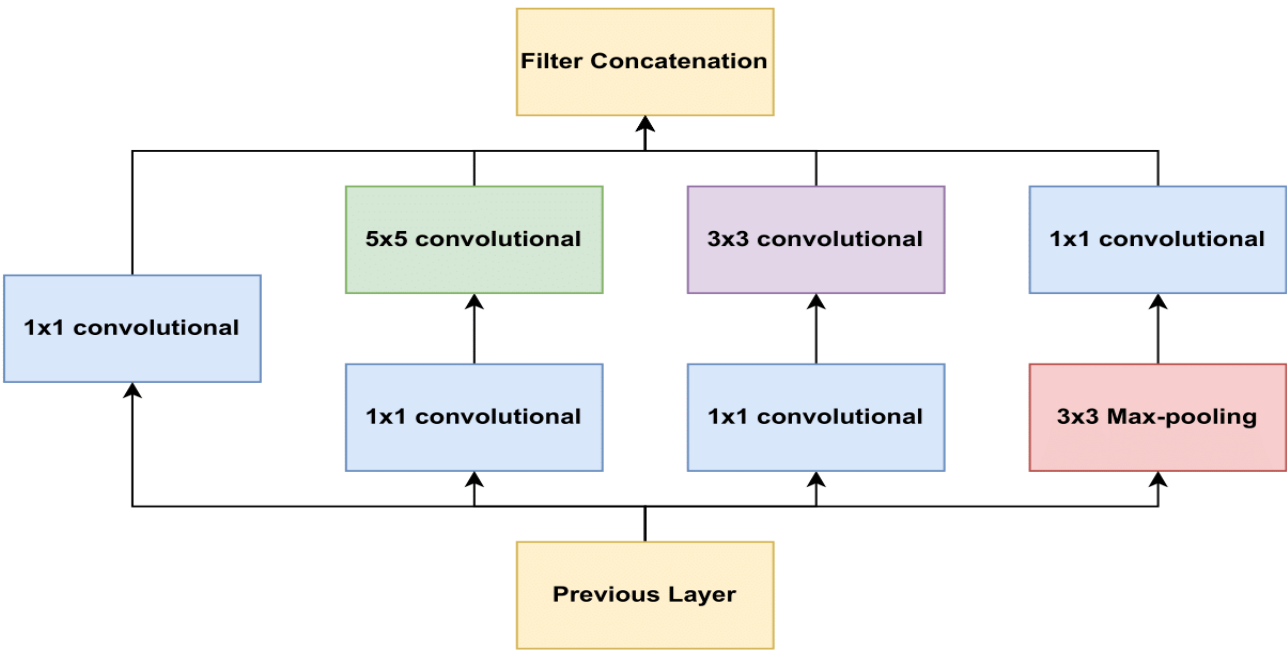 Filter Concatenation
5x5 convolutional
3x3 convolutional
1x1 convolutional
1x1 convolutional
1x1 convolutional
1x1 convolutional
3x3 Max-pooling
Previous Layer